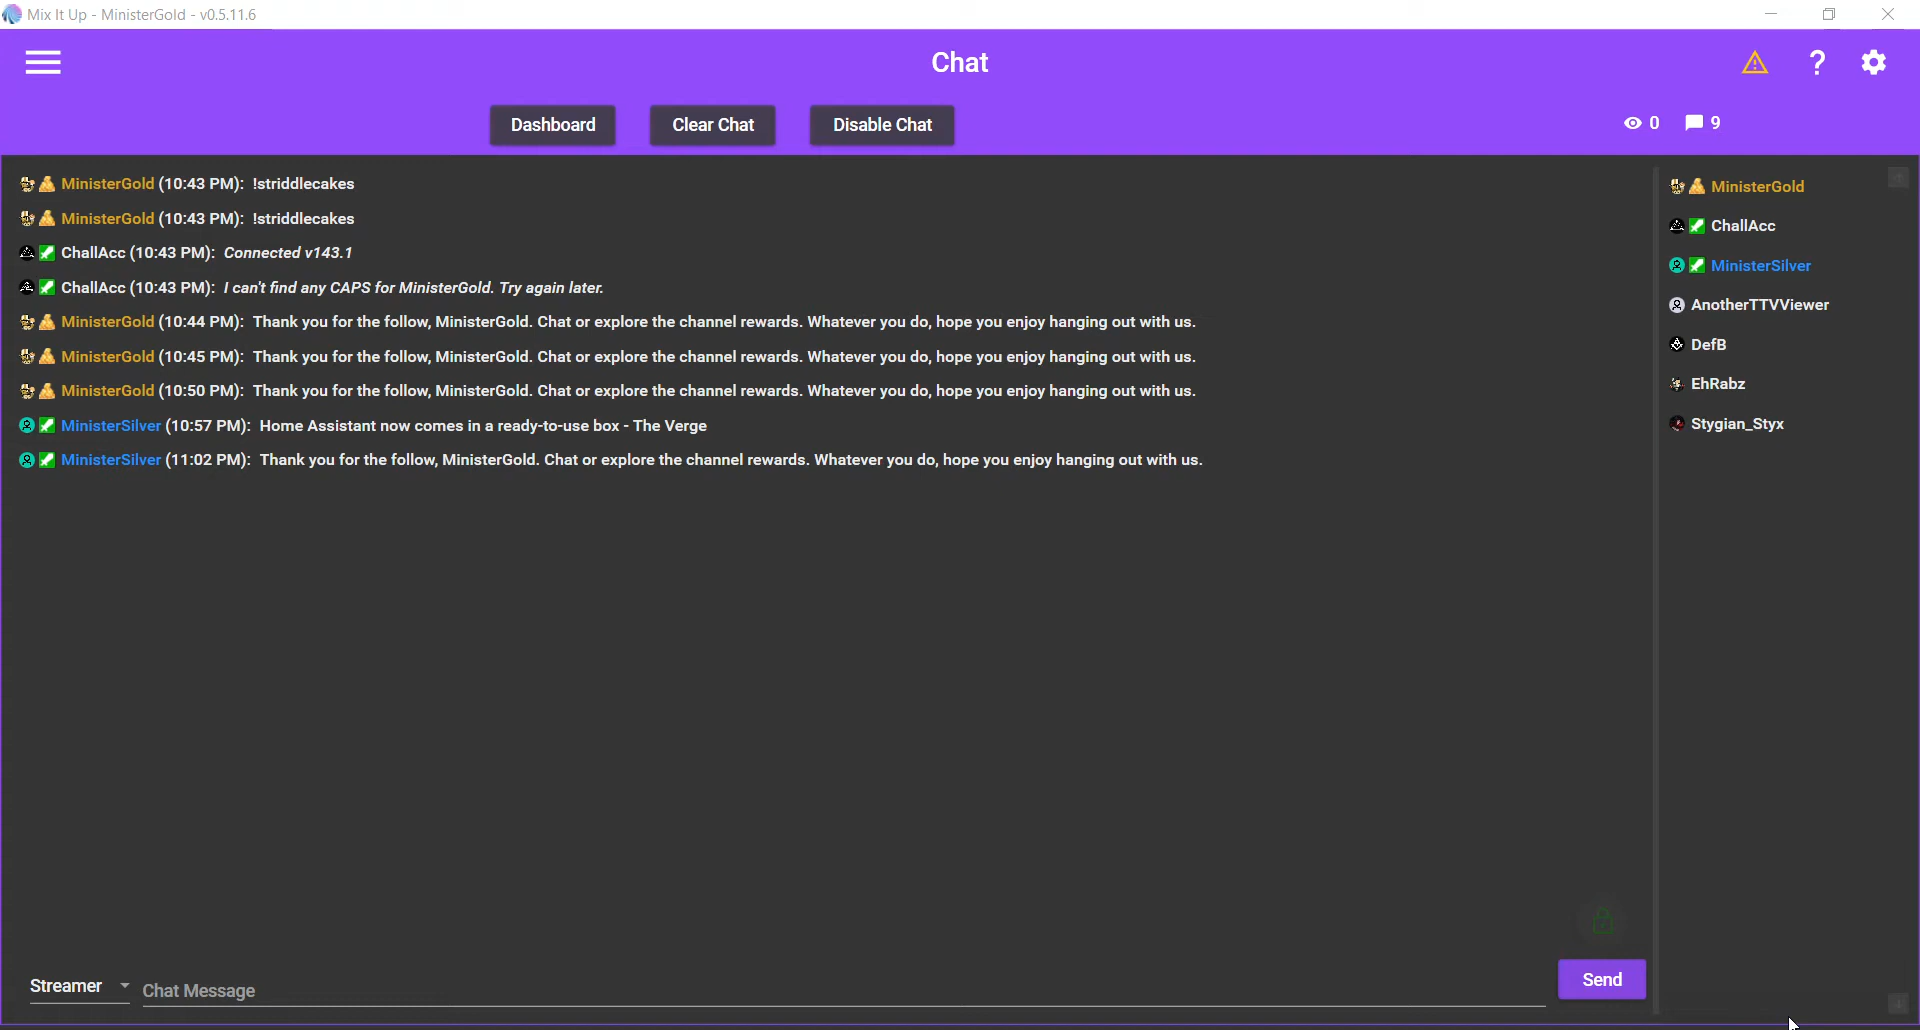 Mix It Up - MinisterGold - v0.5.11.6
Chat
?
Dashboard
Clear Chat
Disable Chat
0
9
MinisterGold (10:43 PM): !striddlecakes
MinisterGold (10:43 PM): !striddlecakes
ChallAcc (10:43 PM): Connected v143.1
ChallAcc (10:43 PM): I can't find any CAPS for MinisterGold. Try again later.
MinisterGold (10:44 PM): Thank you for the follow, MinisterGold. Chat or explore the channel rewards. Whatever you do, hope you enjoy hanging out with us.
MinisterGold (10:45 PM): Thank you for the follow, MinisterGold. Chat or explore the channel rewards. Whatever you do, hope you enjoy hanging out with us.
MinisterGold (10:50 PM): Thank you for the follow, MinisterGold. Chat or explore the channel rewards. Whatever you do, hope you enjoy hanging out with us.
MinisterSilver (10:57 PM): Home Assistant now comes in a ready-to-use box - The Verge
MinisterSilver (11:02 PM): Thank you for the follow, MinisterGold. Chat or explore the channel rewards. Whatever you do, hope you enjoy hanging out with us.
MinisterGold
ChallAcc
MinisterSilver
AnotherTTVViewer
DefB
EhRabz
Stygian_Styx
Streamer
Chat Message
Send